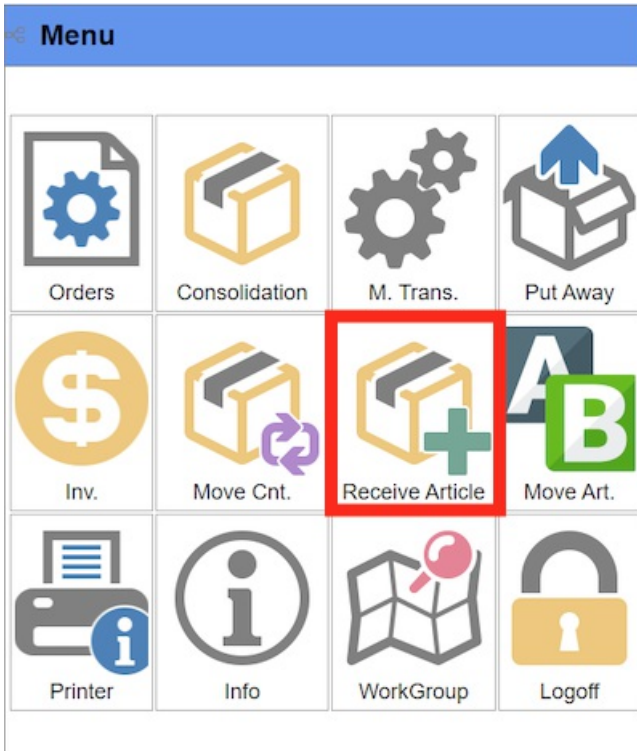 Menu
Orders
Consolidation
M. Trans.
Put Away
$
Inv.
Move Cnt.
Receive Article
A
B
Move Art.
i
Printer
i
Info
WorkGroup
Logoff